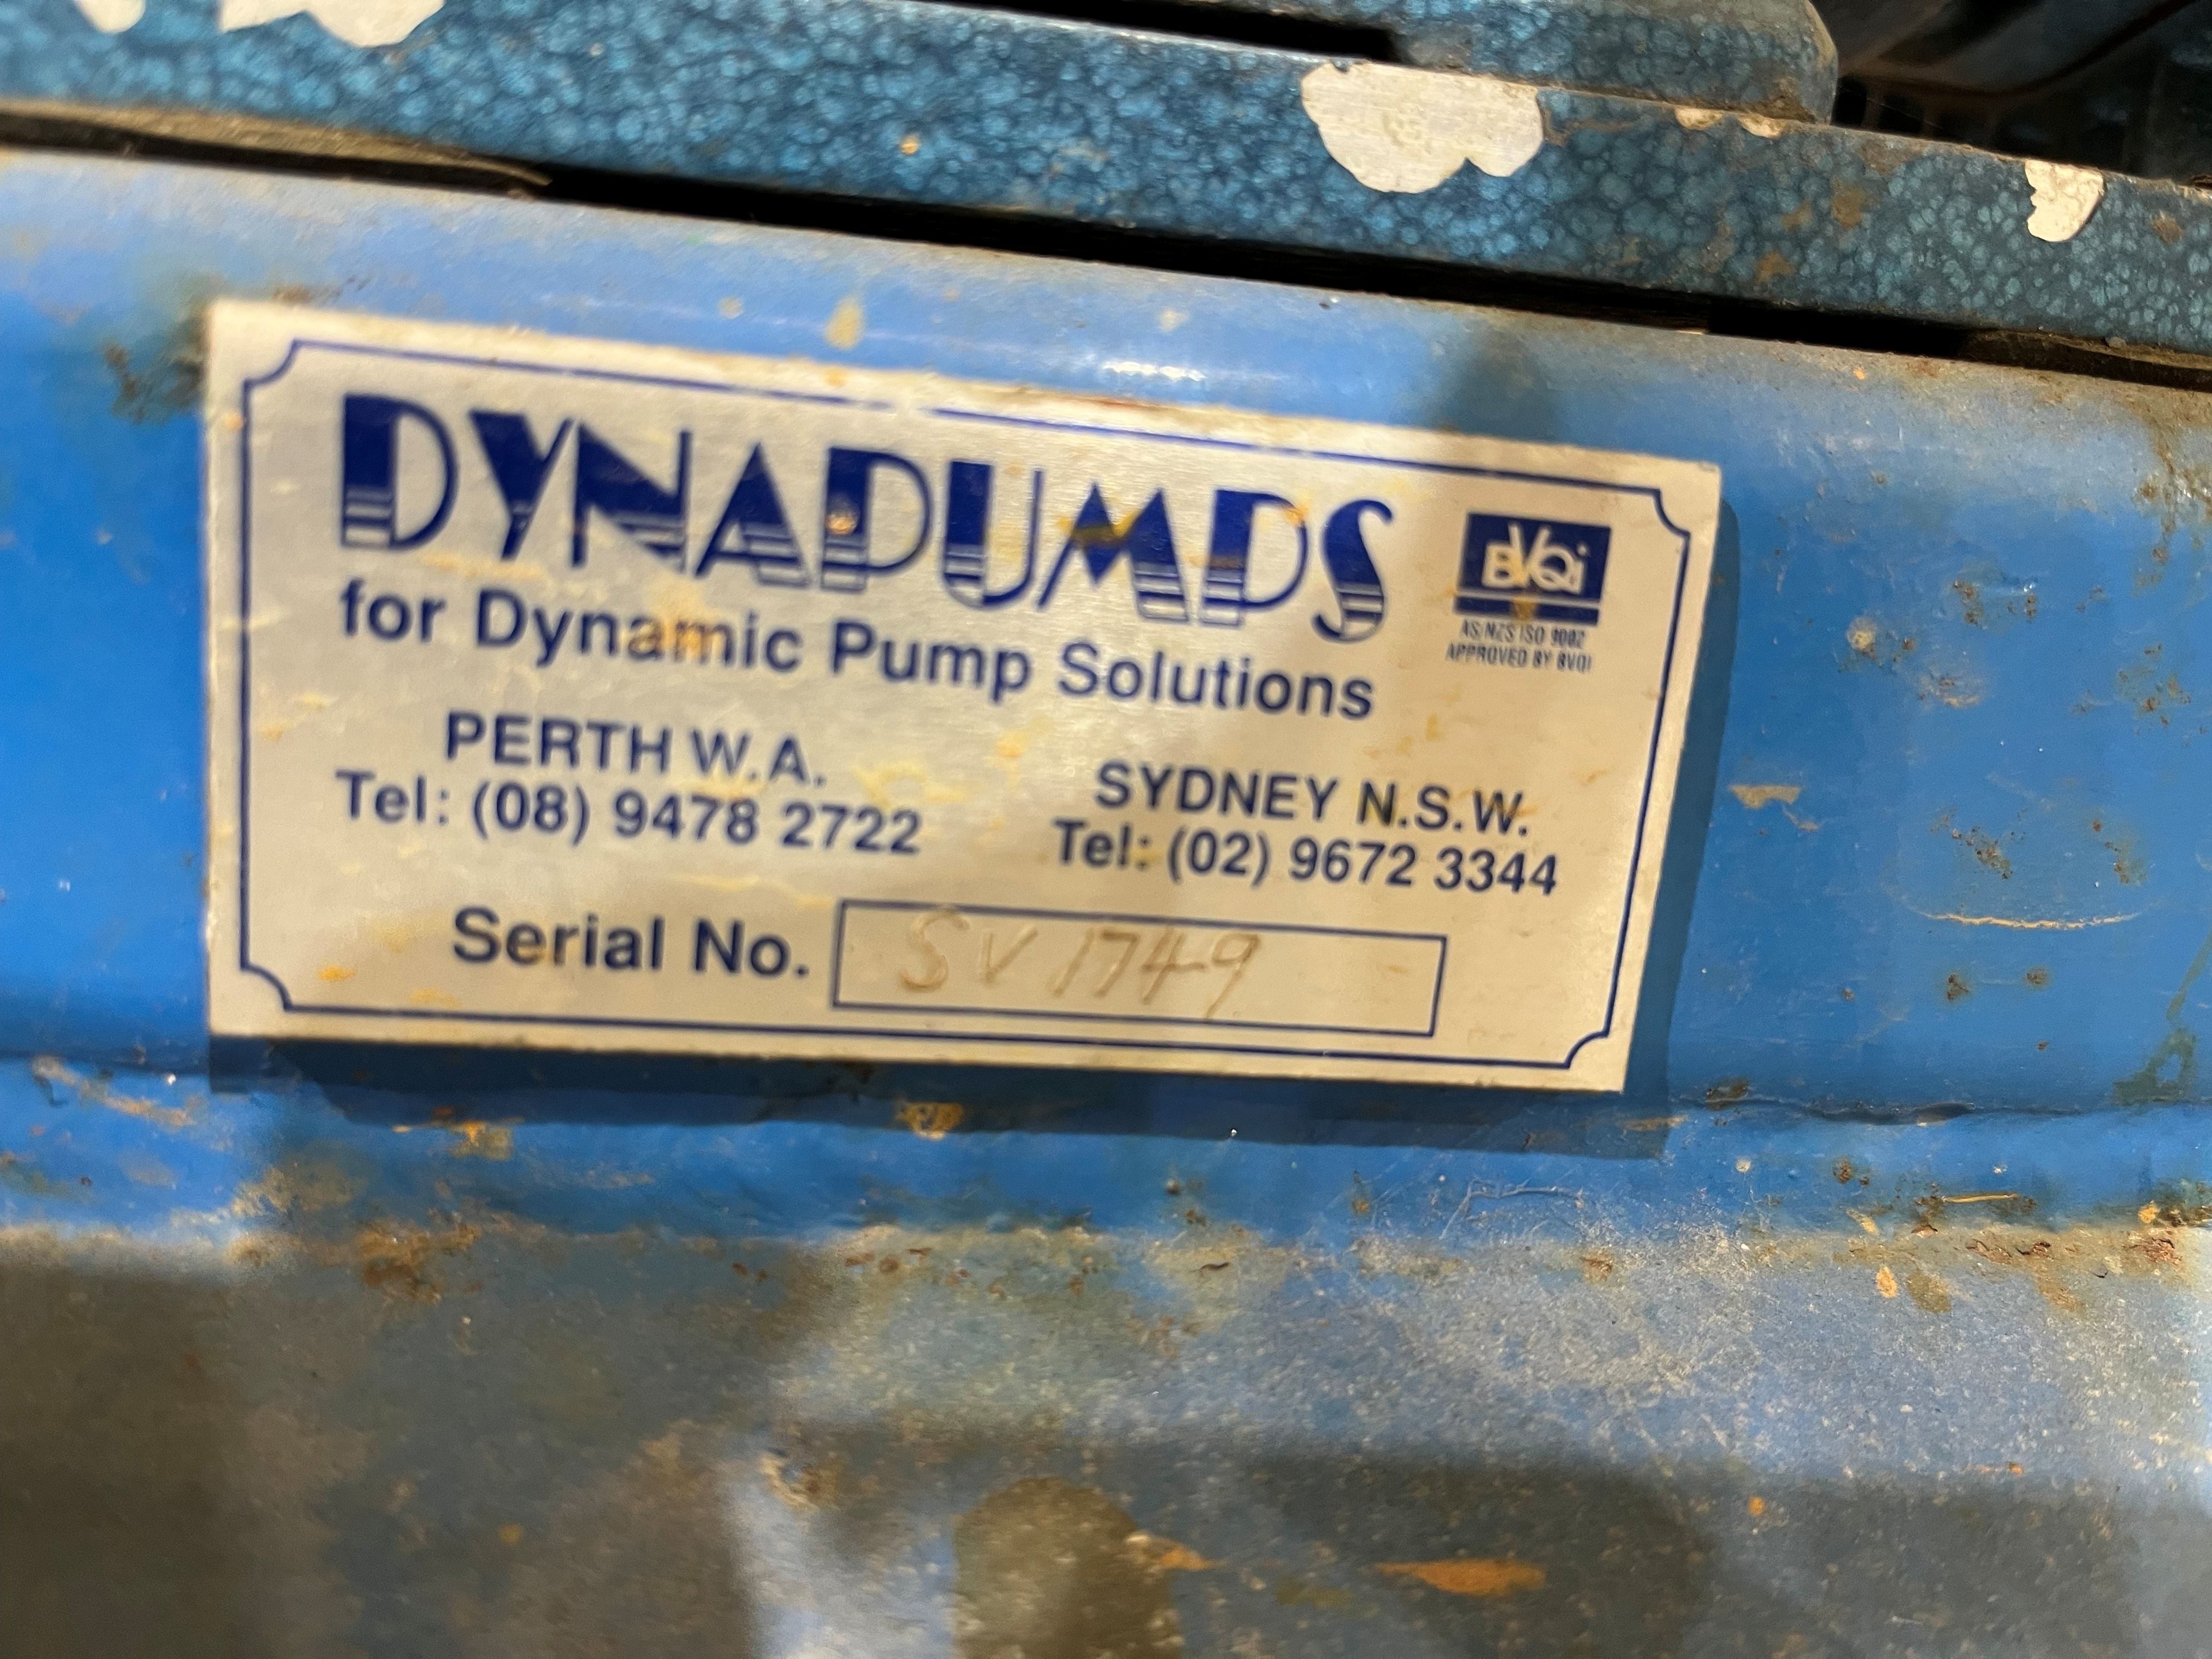 DYNAPUMPS
BVQi
AS/NZS ISO 9002
APPROVED BY BVQI
for Dynamic Pump Solutions
PERTH W.A.
Tel: (08) 9478 2722
SYDNEY N.S.W.
Tel: (02) 9672 3344
Serial No. SV1749